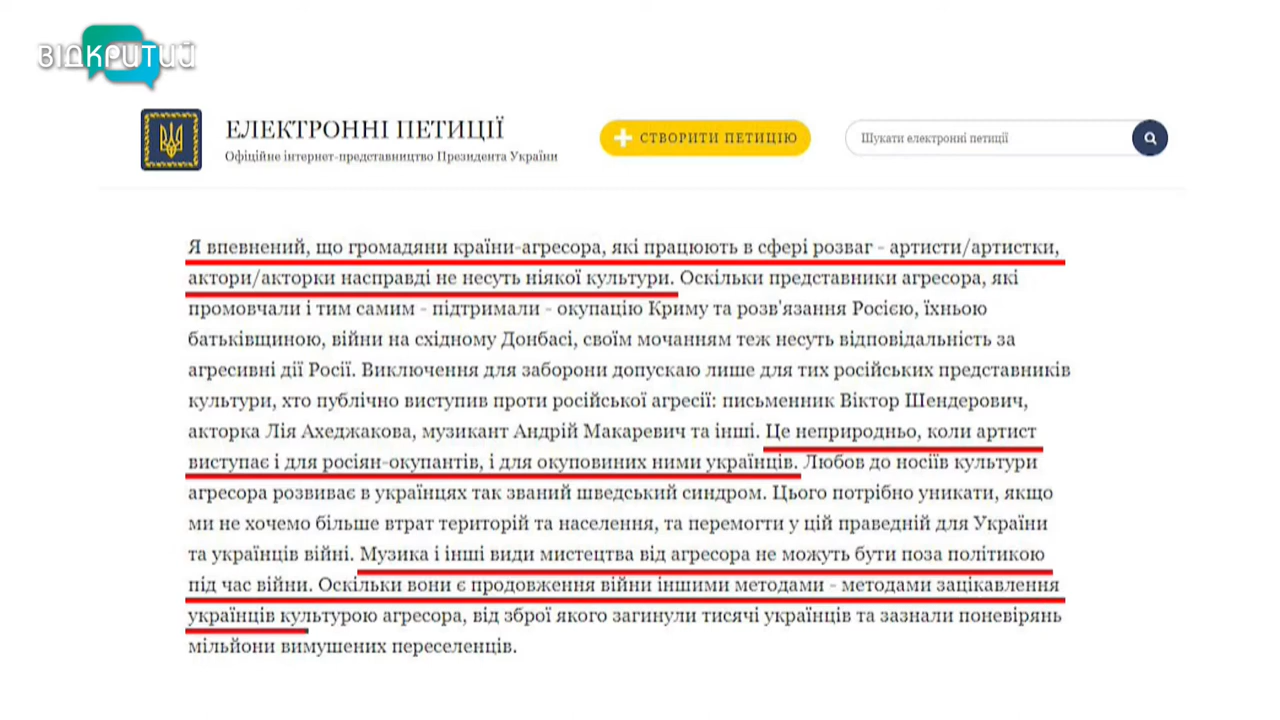 ВІДКРИТИЙ
ЕЛЕКТРОННІ ПЕТИЦІЇ
Офіційне інтернет-представництво Президента України
СТВОРИТИ ПЕТИЦІЮ
Шукати електронні петиції
Я впевнений, що громадяни країни-агресора, які працюють в сфері розваг - артисти/артистки,
актори/акторки насправді не несуть ніякої культури. Оскільки представники агресора, які
промовчали і тим самим - підтримали - окупацію Криму та розв'язання Росією, їхньою
батьківщиною, війни на східному Донбасі, своїм мочанням теж несуть відповідальність за
агресивні дії Росії. Виключення для заборони допускаю лише для тих російських представників
культури, хто публічно виступив проти російської агресії: письменник Віктор Шендерович,
акторка Лія Ахеджакова, музикант Андрій Макаревич та інші. Це неприродньо, коли артист
виступає і для росіян-окупантів, і для окуповиних ними українців. Любов до носіїв культури
агресора розвиває в українцях так званий шведський синдром. Цього потрібно уникати, якщо
ми не хочемо більше втрат територій та населення, та перемогти у цій праведній для України
та українців війні. Музика і інші види мистецтва від агресора не можуть бути поза політикою
під час війни. Оскільки вони є продовження війни іншими методами - методами зацікавлення
українців культурою агресора, від зброї якого загинули тисячі українців та зазнали поневірянь
мільйони вимушених переселенців.